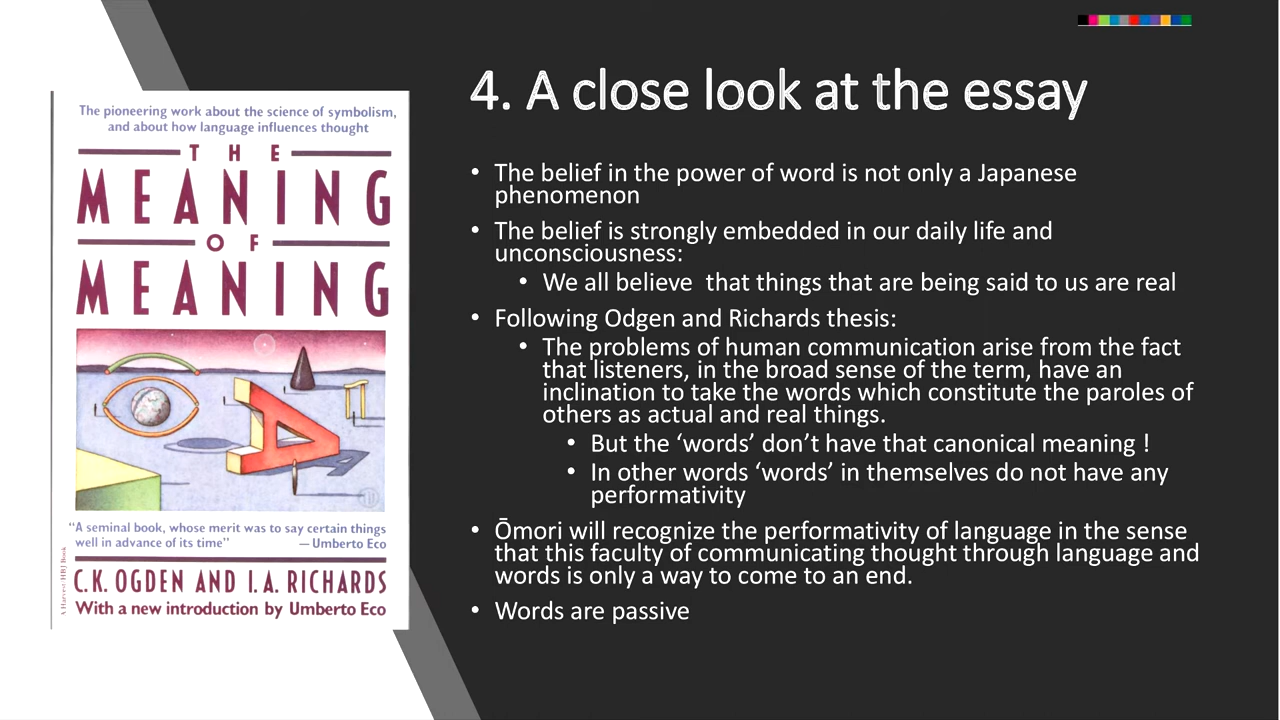 The pioneering work about the science of symbolism,
and about how language influences thought
THE
MEANING
OF
MEANING
"A seminal book, whose merit was to say certain things
well in advance of its time" — Umberto Eco
A Harvest/HBJ Book
C.K. OGDEN AND I.A. RICHARDS
With a new introduction by Umberto Eco
4. A close look at the essay
• The belief in the power of word is not only a Japanese
phenomenon
• The belief is strongly embedded in our daily life and
unconsciousness:
• We all believe  that things that are being said to us are real
• Following Odgen and Richards thesis:
• The problems of human communication arise from the fact
that listeners, in the broad sense of the term, have an
inclination to take the words which constitute the paroles of
others as actual and real things.
• But the ‘words’ don’t have that canonical meaning !
• In other words ‘words’ in themselves do not have any
performativity
• Ōmori will recognize the performativity of language in the sense
that this faculty of communicating thought through language and
words is only a way to come to an end.
• Words are passive